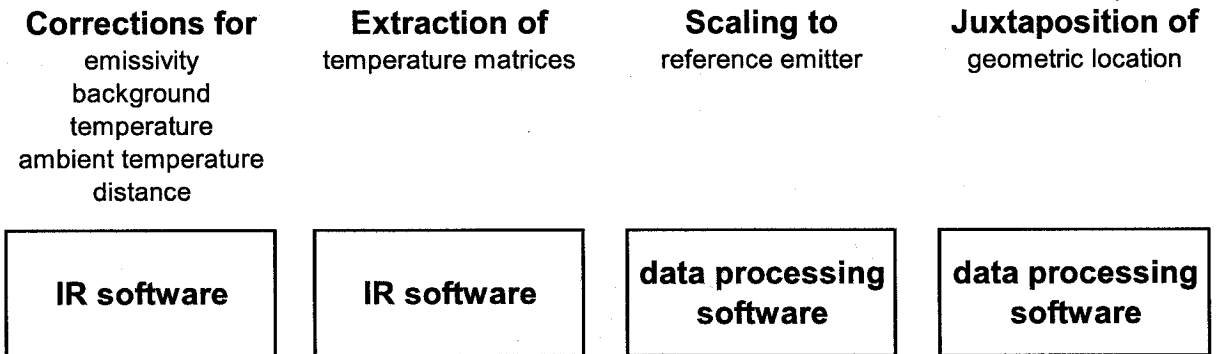 Corrections for
emissivity
background
temperature
ambient temperature
distance
Extraction of
temperature matrices
Scaling to
reference emitter
Juxtaposition of
geometric location
IR software
IR software
data processing
software
data processing
software